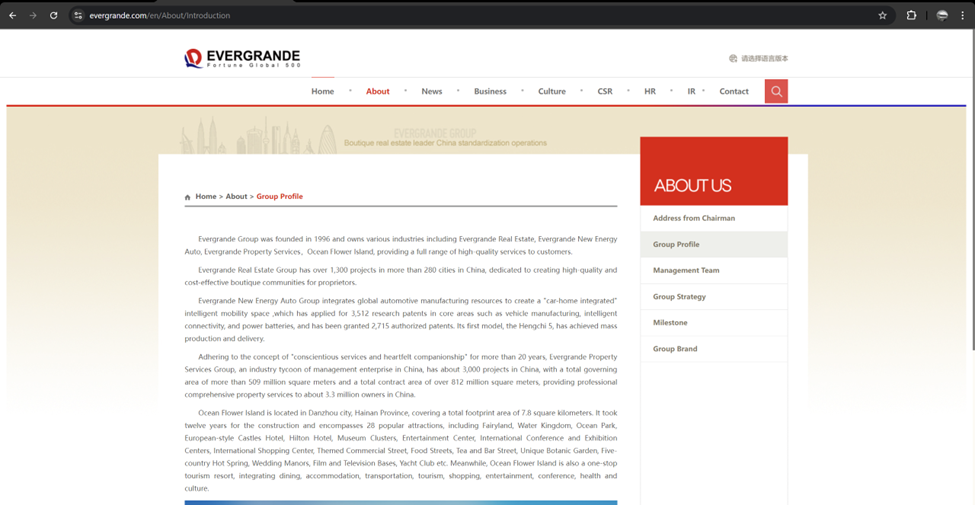 evergrande.com/en/About/Introduction
EVERGRANDE
Fortune Global 500
请选择语言版本
Home
About
News
Business
Culture
CSR
HR
IR
Contact
EVERGRANDE GROUP
Boutique real estate leader China standardization operations
ABOUT US
Home > About > Group Profile
Evergrande Group was founded in 1996 and owns various industries including Evergrande Real Estate, Evergrande New Energy
Auto, Evergrande Property Services, Ocean Flower Island, providing a full range of high-quality services to customers.
Evergrande Real Estate Group has over 1,300 projects in more than 280 cities in China, dedicated to creating high-quality and
cost-effective boutique communities for proprietors.
Evergrande New Energy Auto Group integrates global automotive manufacturing resources to create a "car-home integrated"
intelligent mobility space ,which has applied for 3,512 research patents in core areas such as vehicle manufacturing, intelligent
connectivity, and power batteries, and has been granted 2,715 authorized patents. Its first model, the Hengchi 5, has achieved mass
production and delivery.
Adhering to the concept of "conscientious services and heartfelt companionship" for more than 20 years, Evergrande Property
Services Group, an industry tycoon of management enterprise in China, has about 3,000 projects in China, with a total governing
area of more than 509 million square meters and a total contract area of over 812 million square meters, providing professional
comprehensive property services to about 3.3 million owners in China.
Ocean Flower Island is located in Danzhou city, Hainan Province, covering a total footprint area of 7.8 square kilometers. It took
twelve years for the construction and encompasses 28 popular attractions, including Fairyland, Water Kingdom, Ocean Park,
European-style Castles Hotel, Hilton Hotel, Museum Clusters, Entertainment Center, International Conference and Exhibition
Centers, International Shopping Center, Themed Commercial Street, Food Streets, Tea and Bar Street, Unique Botanic Garden, Five-
country Hot Spring, Wedding Manors, Film and Television Bases, Yacht Club etc. Meanwhile, Ocean Flower Island is also a one-stop
tourism resort, integrating dining, accommodation, transportation, tourism, shopping, entertainment, conference, health and
culture.
Address from Chairman
Group Profile
Management Team
Group Strategy
Milestone
Group Brand